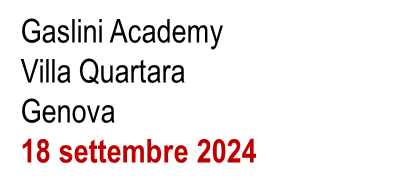 Gaslini Academy
Villa Quartara
Genova
18 settembre 2024